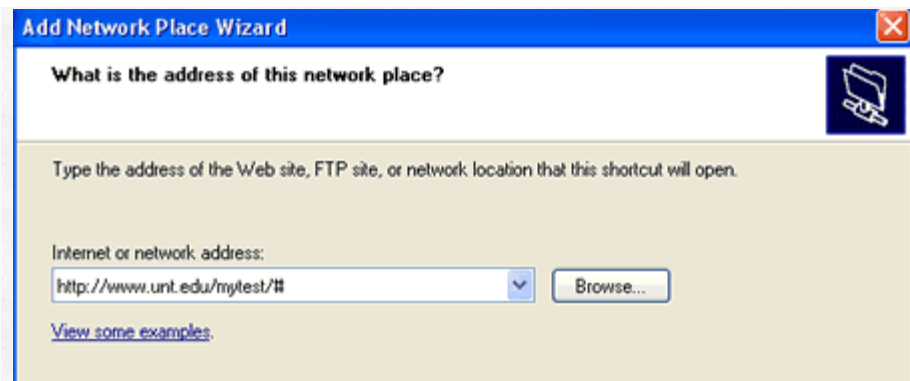 Add Network Place Wizard
What is the address of this network place?
Type the address of the Web site, FTP site, or network location that this shortcut will open.
Internet or network address:
http://www.unt.edu/mytest/#
Browse...
View some examples.